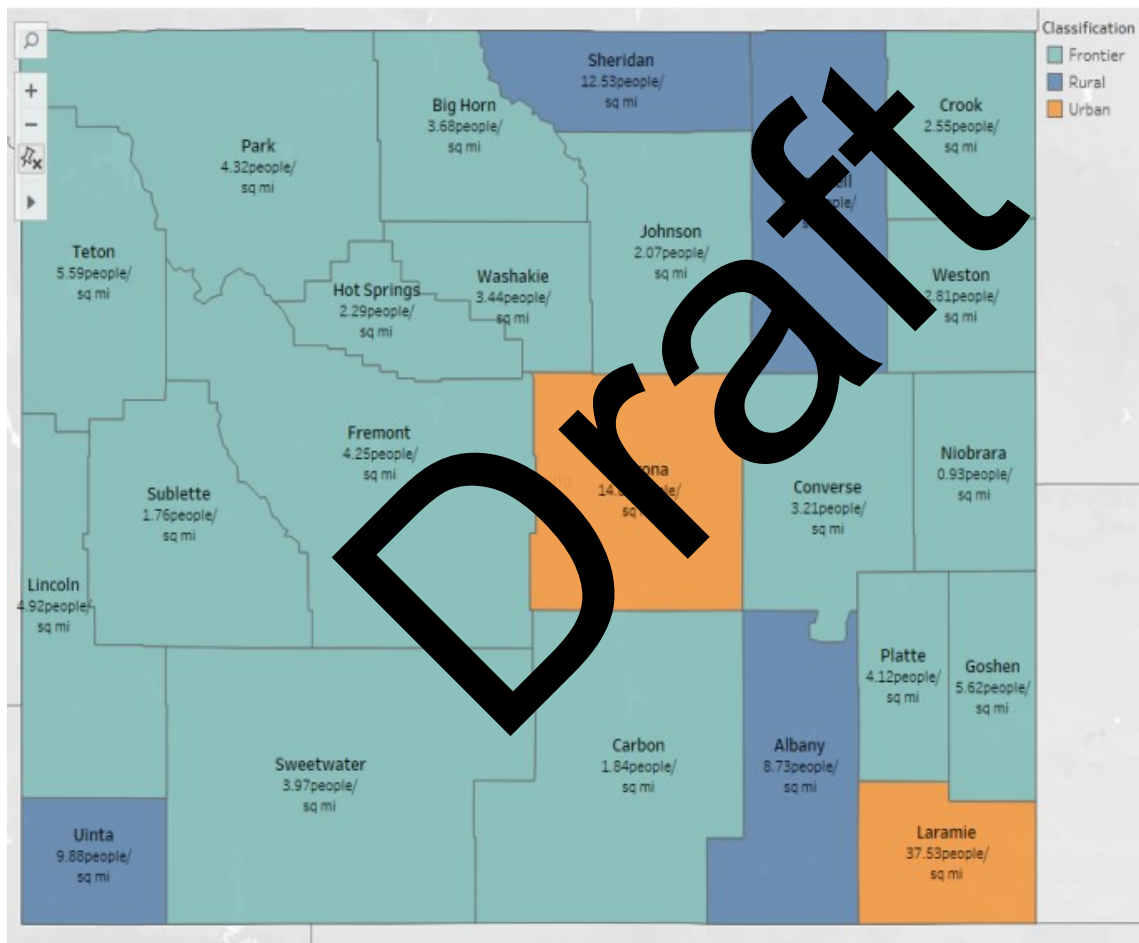 Classification
Frontier
Rural
Urban
Sheridan
12.53people/
sq mi
Big Horn
3.68people/
sq mi
Crook
2.55people/
sq mi
Park
4.32people/
sq mi
Teton
5.59people/
sq mi
Johnson
2.07people/
sq mi
Hot Springs
2.29people/
sq mi
Washakie
3.44people/
sq mi
Weston
2.81people/
sq mi
Fremont
4.25people/
sq mi
Sublette
1.76people/
sq mi
Converse
3.21people/
sq mi
Niobrara
0.93people/
sq mi
Lincoln
4.92people/
sq mi
Platte
4.12people/
sq mi
Goshen
5.62people/
sq mi
Sweetwater
3.97people/
sq mi
Carbon
1.84people/
sq mi
Albany
8.73people/
sq mi
Uinta
9.88people/
sq mi
Laramie
37.53people/
sq mi
Draft